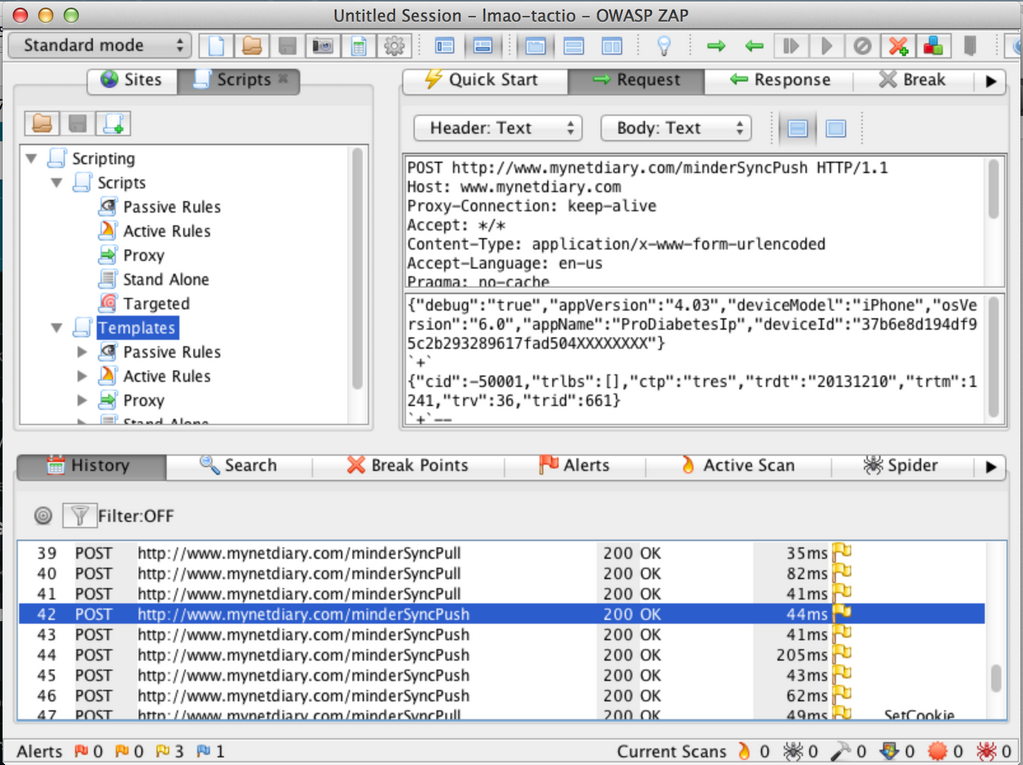 Untitled Session – lmao-tactio – OWASP ZAP
Standard mode
Sites
Scripts
Quick Start
Request
Response
Break
Header: Text
Body: Text
Scripting
Scripts
Passive Rules
Active Rules
Proxy
Stand Alone
Targeted
Templates
Passive Rules
Active Rules
Proxy
Stand Alone
POST http://www.mynetdiary.com/minderSyncPush HTTP/1.1
Host: www.mynetdiary.com
Proxy-Connection: keep-alive
Accept: */*
Content-Type: application/x-www-form-urlencoded
Accept-Language: en-us
Pragma: no-cache
{"debug":"true","appVersion":"4.03","deviceModel":"iPhone","osVe
rsion":"6.0","appName":"ProDiabetesIp","deviceId":"37b6e8d194df9
5c2b293289617fad504XXXXXXXX"}
`+`
{"cid":-50001,"trlbs":[],"ctp":"tres","trdt":"20131210","trtm":1
241,"trv":36,"trid":661}
`+`--
History
Search
Break Points
Alerts
Active Scan
Spider
Filter:OFF
39 POST http://www.mynetdiary.com/minderSyncPull 200 OK 35ms
40 POST http://www.mynetdiary.com/minderSyncPull 200 OK 82ms
41 POST http://www.mynetdiary.com/minderSyncPull 200 OK 41ms
42 POST http://www.mynetdiary.com/minderSyncPush 200 OK 44ms
43 POST http://www.mynetdiary.com/minderSyncPush 200 OK 41ms
44 POST http://www.mynetdiary.com/minderSyncPush 200 OK 205ms
45 POST http://www.mynetdiary.com/minderSyncPush 200 OK 43ms
46 POST http://www.mynetdiary.com/minderSyncPush 200 OK 62ms
47 POST http://www.mynetdiary.com/minderSyncPush 200 OK 49ms SetCookie
Alerts 0 0 3 1 Current Scans 0 0 0 0 0 0